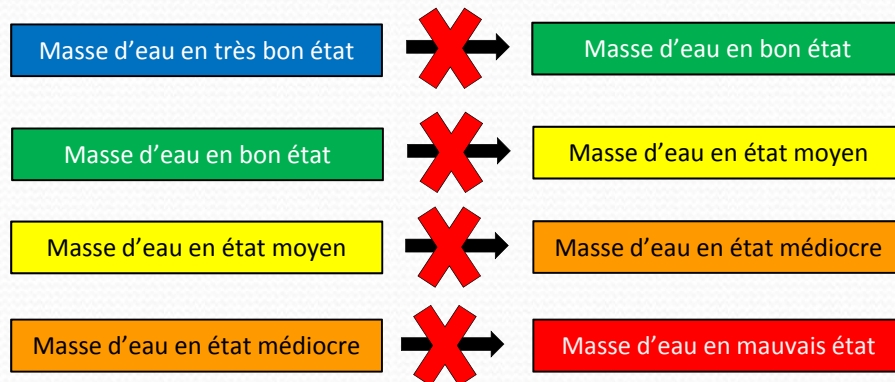 Masse d'eau en très bon état
Masse d'eau en bon état
Masse d'eau en bon état
Masse d'eau en état moyen
Masse d'eau en état moyen
Masse d'eau en état médiocre
Masse d'eau en état médiocre
Masse d'eau en mauvais état